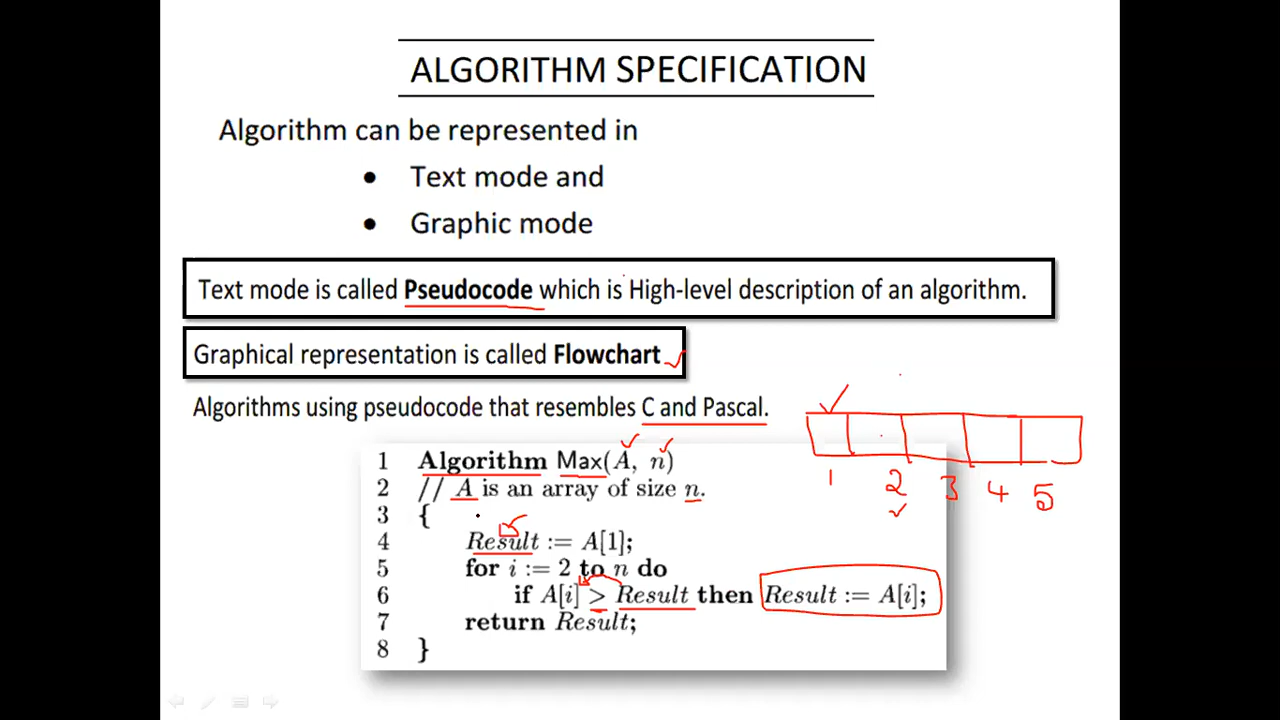 ALGORITHM SPECIFICATION
Algorithm can be represented in
• Text mode and
• Graphic mode
Text mode is called Pseudocode which is High-level description of an algorithm.
Graphical representation is called Flowchart
Algorithms using pseudocode that resembles C and Pascal.
1 Algorithm Max(A, n)
2 // A is an array of size n.
3 {
4 Result := A[1];
5 for i := 2 to n do
6 if A[i] > Result then Result := A[i];
7 return Result;
8 }
1 2 3 4 5